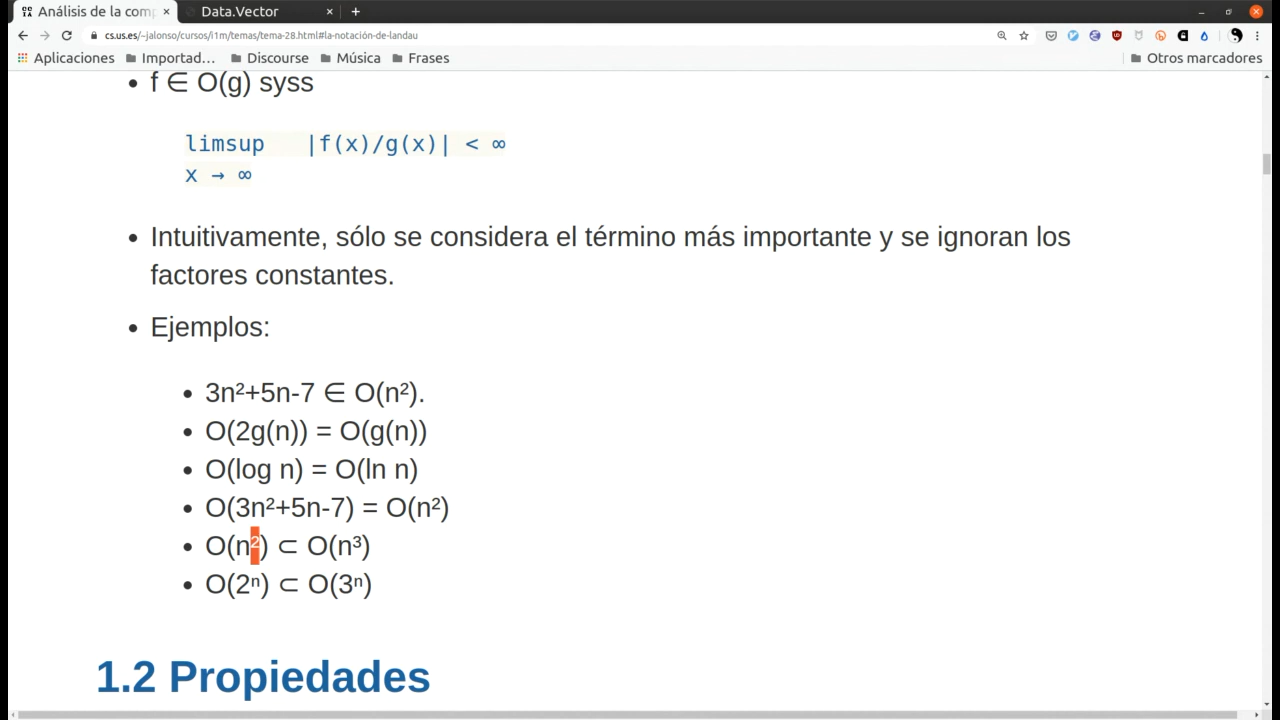 Análisis de la comp
Data.Vector
cs.us.es/~jalonso/cursos/i1m/temas/tema-28.html#la-notación-de-landau
Aplicaciones Importad… Discourse Música Frases Otros marcadores
f ∈ O(g) syss
limsup |f(x)/g(x)| < ∞
x → ∞
Intuitivamente, sólo se considera el término más importante y se ignoran los
factores constantes.
Ejemplos:
3n²+5n-7 ∈ O(n²).
O(2g(n)) = O(g(n))
O(log n) = O(ln n)
O(3n²+5n-7) = O(n²)
O(n²) ⊂ O(n³)
O(2ⁿ) ⊂ O(3ⁿ)
1.2 Propiedades